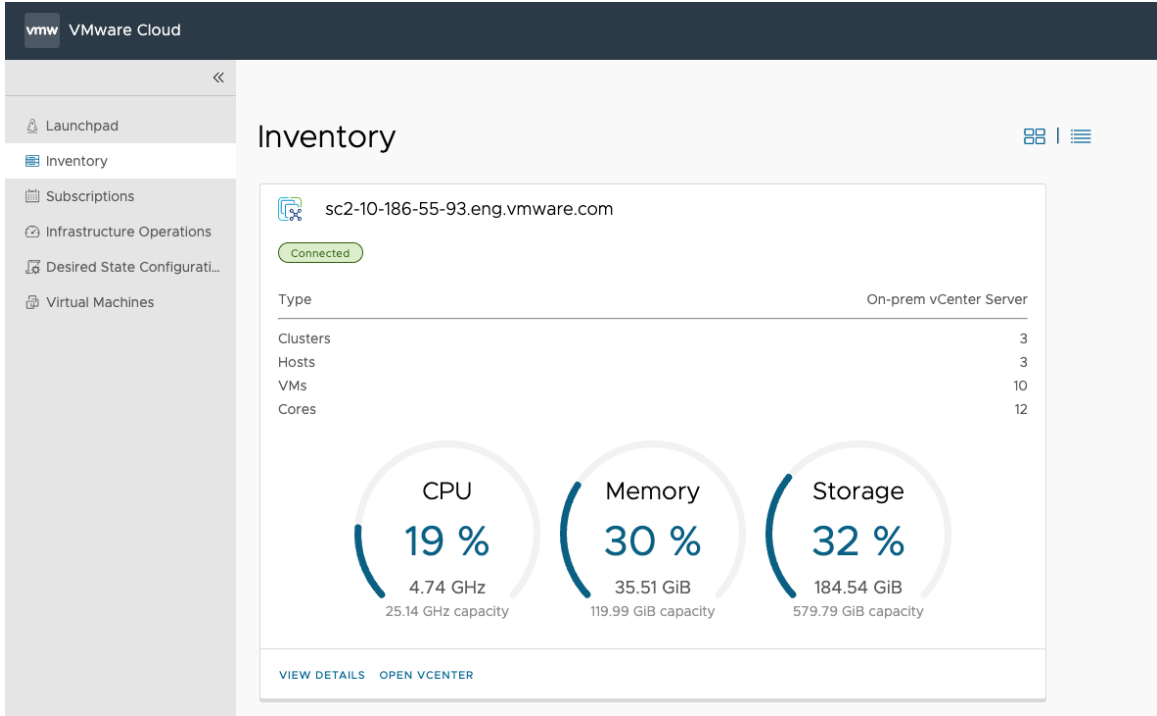 vmw VMware Cloud
«
Launchpad
Inventory
Subscriptions
Infrastructure Operations
Desired State Configurati...
Virtual Machines
Inventory
sc2-10-186-55-93.eng.vmware.com
Connected
Type On-prem vCenter Server
Clusters 3
Hosts 3
VMs 10
Cores 12
CPU
19 %
4.74 GHz
25.14 GHz capacity
Memory
30 %
35.51 GiB
119.99 GiB capacity
Storage
32 %
184.54 GiB
579.79 GiB capacity
VIEW DETAILS OPEN VCENTER